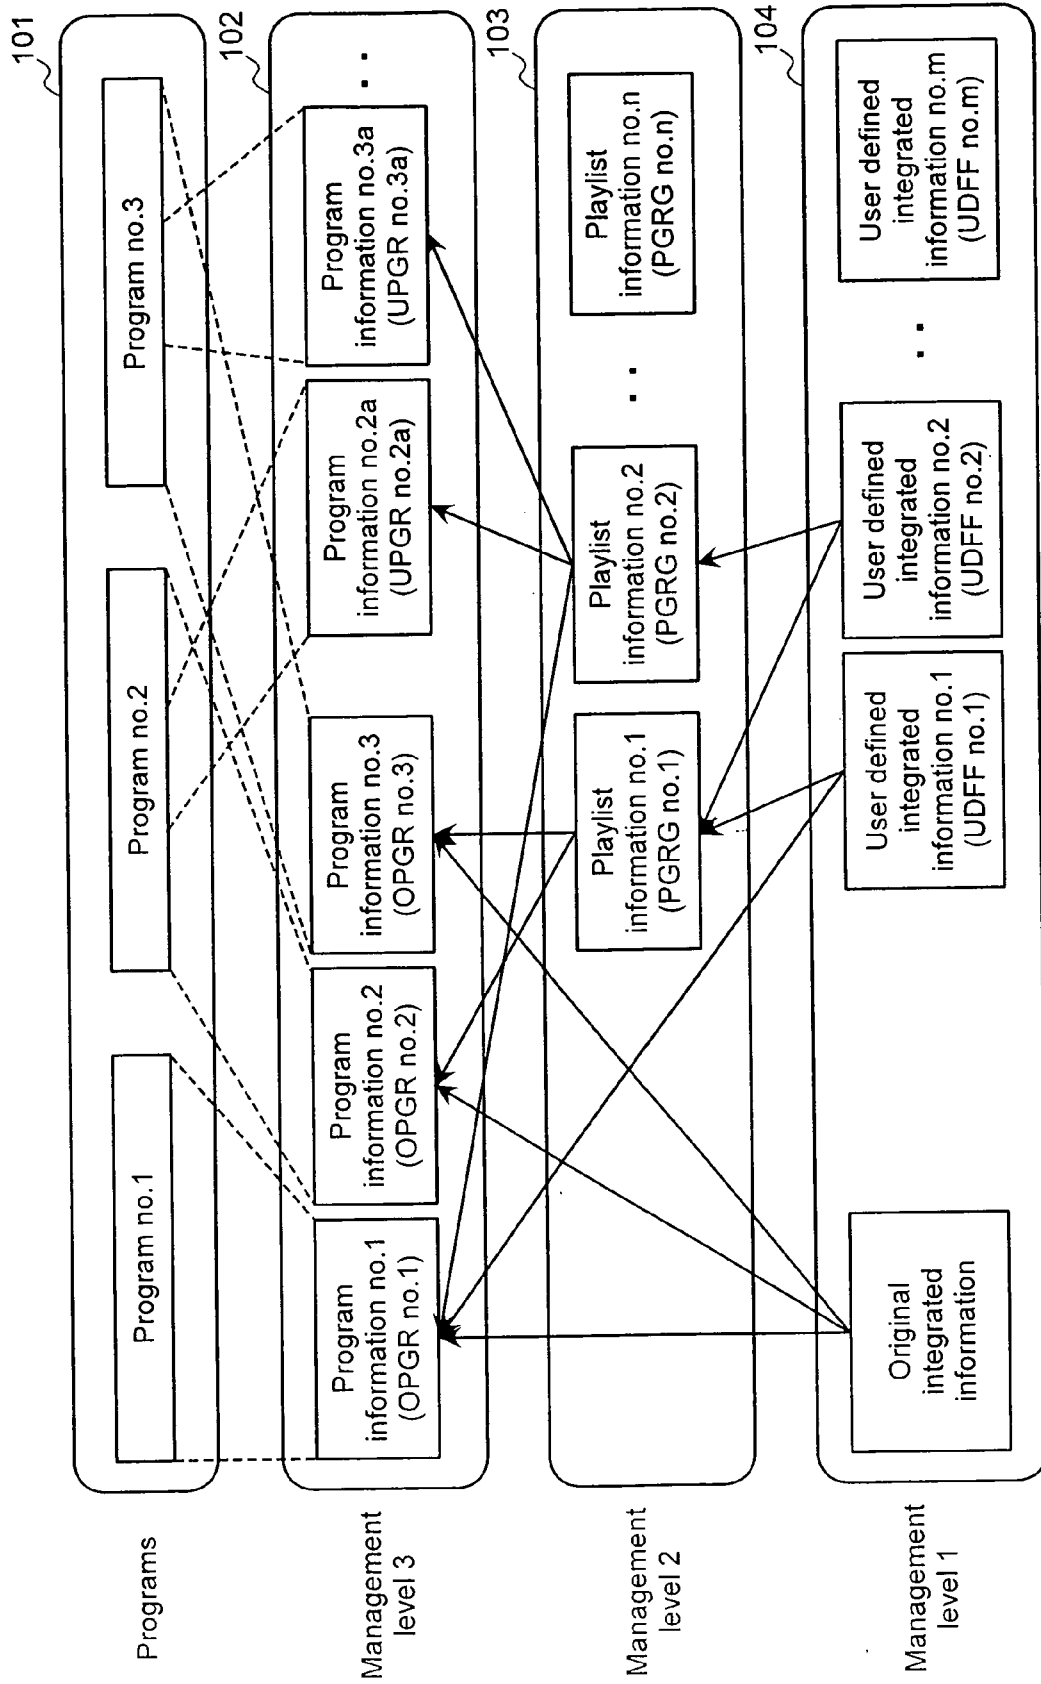 Programs
101
Program no.1
Program no.2
Program no.3
Management
level 3
102
Program
information no.1
(OPGR no.1)
Program
information no.2
(OPGR no.2)
Program
information no.3
(OPGR no.3)
Program
information no.2a
(UPGR no.2a)
Program
information no.3a
(UPGR no.3a)
Management
level 2
103
Playlist
information no.1
(PGRG no.1)
Playlist
information no.2
(PGRG no.2)
Playlist
information no.n
(PGRG no.n)
Management
level 1
104
Original
integrated
information
User defined
integrated
information no.1
(UDFF no.1)
User defined
integrated
information no.2
(UDFF no.2)
User defined
integrated
information no.m
(UDFF no.m)